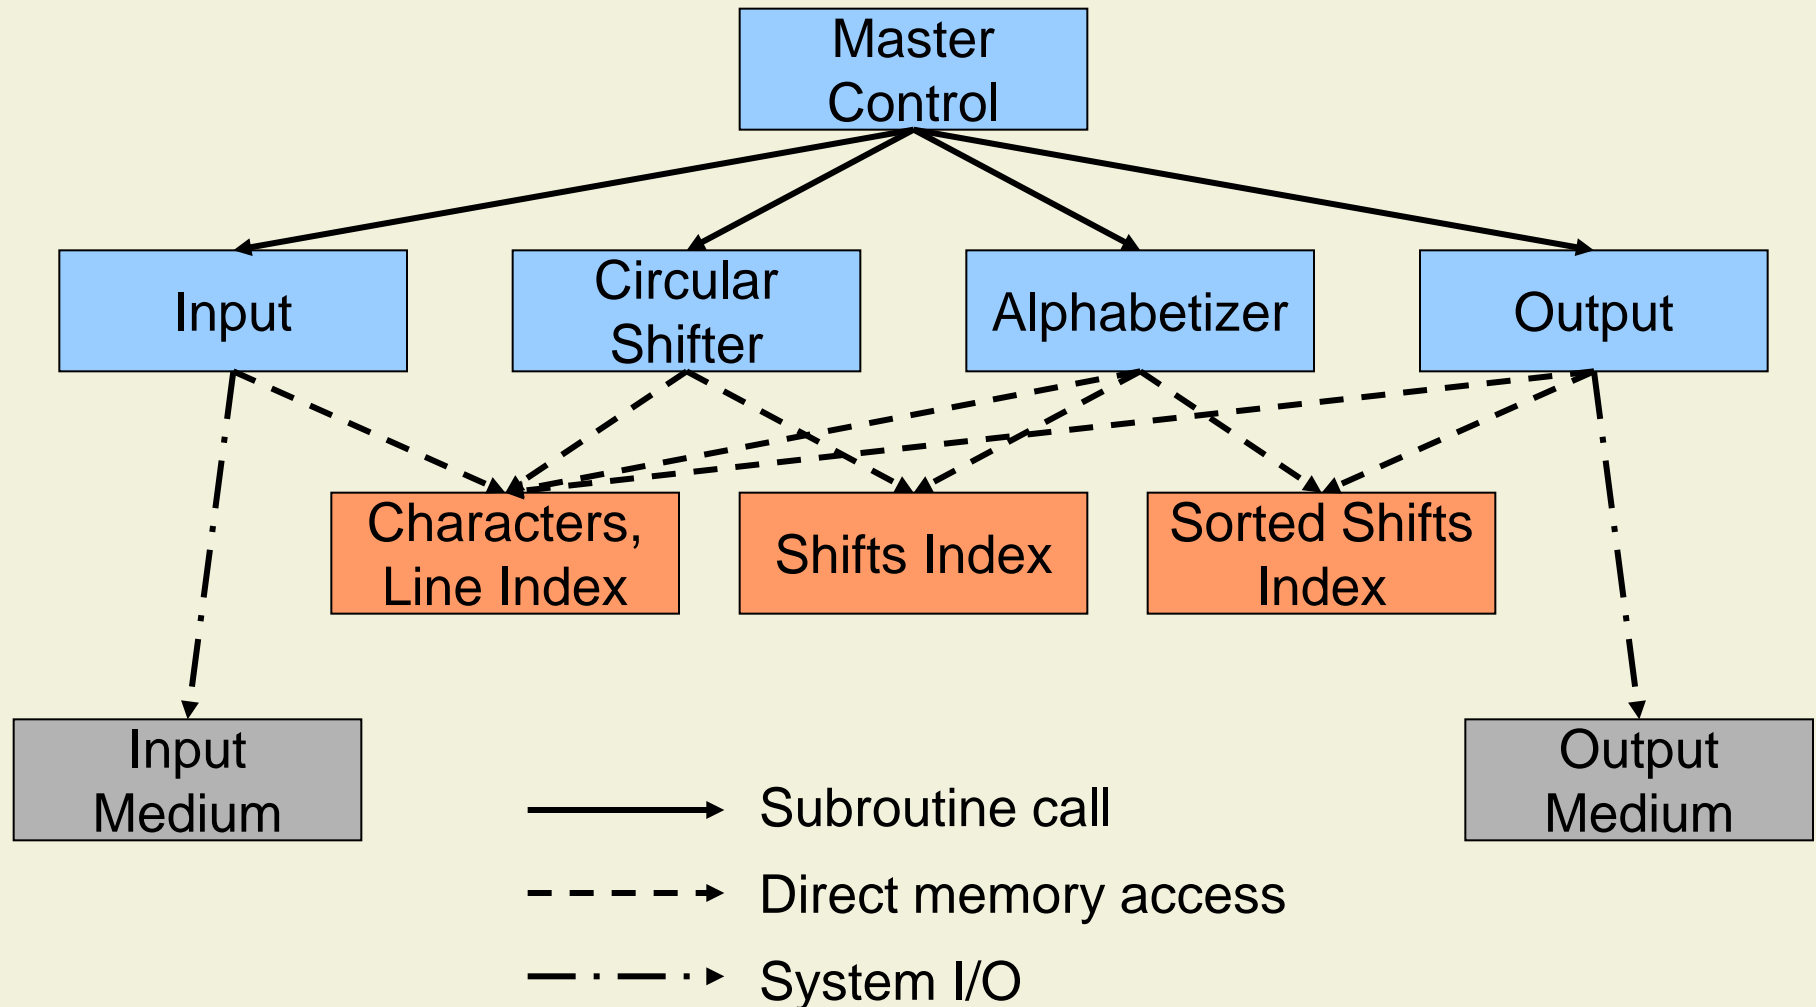 Master
Control
Input
Circular
Shifter
Alphabetizer
Output
Characters,
Line Index
Shifts Index
Sorted Shifts
Index
Input
Medium
Output
Medium
Subroutine call
Direct memory access
System I/O